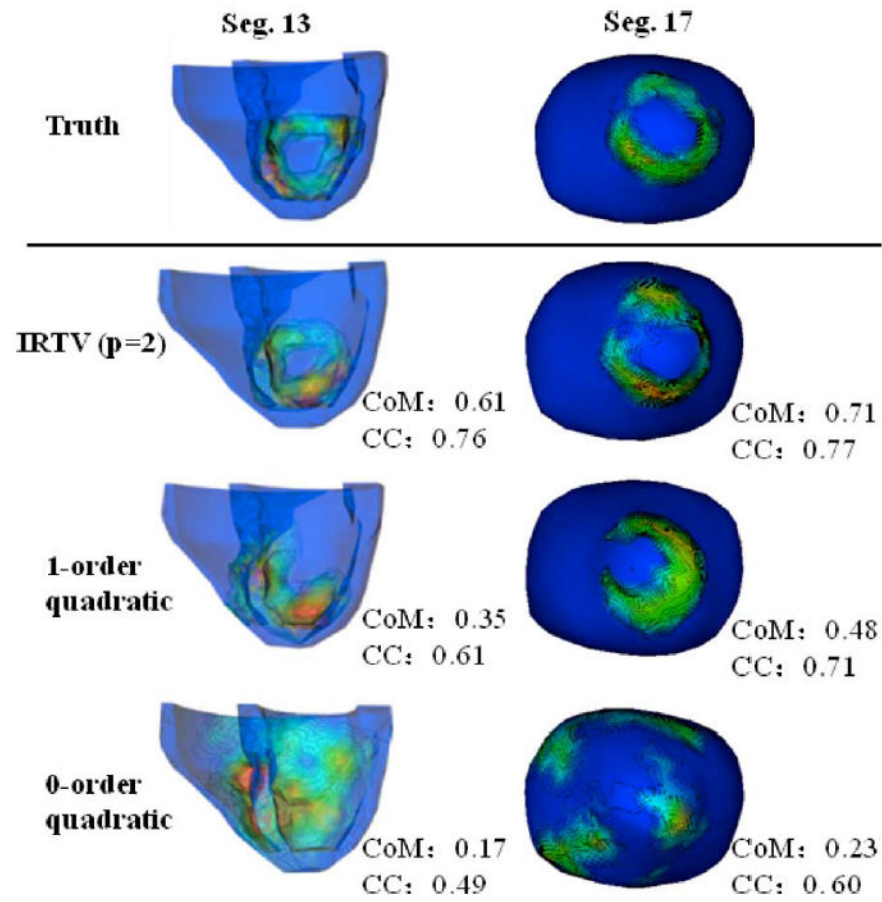 Seg. 13
Seg. 17
Truth
IRTV (p=2)
CoM: 0.61
CC: 0.76
CoM: 0.71
CC: 0.77
1-order
quadratic
CoM: 0.35
CC: 0.61
CoM: 0.48
CC: 0.71
0-order
quadratic
CoM: 0.17
CC: 0.49
CoM: 0.23
CC: 0.60